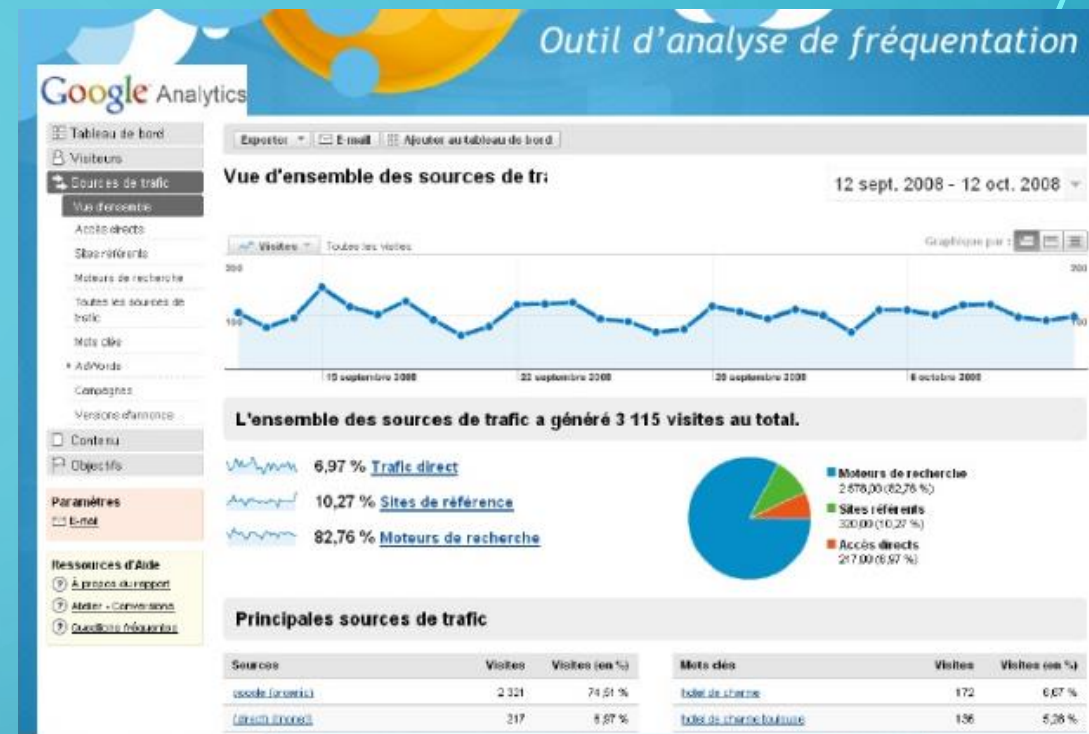 Outil d'analyse de fréquentation
Google Analytics
Tableau de bord
Visiteurs
Sources de trafic
Vue d'ensemble
Accès directs
Sites référents
Moteurs de recherche
Toutes les sources de
trafic
Mots clés
AdWords
Campagnes
Versions d'annonce
Contenu
Objectifs
Paramètres
E-mail
Ressources d'Aide
À propos du rapport
Atelier - Conversions
Questions fréquentes
Exporter E-mail Ajouter au tableau de bord
Vue d'ensemble des sources de tra
12 sept. 2008 - 12 oct. 2008
Visites Toutes les visites
Graphique par :
200 200
100 100
15 septembre 2008 22 septembre 2008 29 septembre 2008 6 octobre 2008
L'ensemble des sources de trafic a généré 3 115 visites au total.
6,97 % Trafic direct
10,27 % Sites de référence
82,76 % Moteurs de recherche
Moteurs de recherche
2 578,00 (82,76 %)
Sites référents
320,00 (10,27 %)
Accès directs
217,00 (6,97 %)
Principales sources de trafic
Sources Visites Visites (en %)
google (organic) 2 321 74,51 %
(direct) ((none)) 217 6,97 %
Mots clés Visites Visites (en %)
hotel de charme 172 6,67 %
hotel de charme toulouse 136 5,28 %